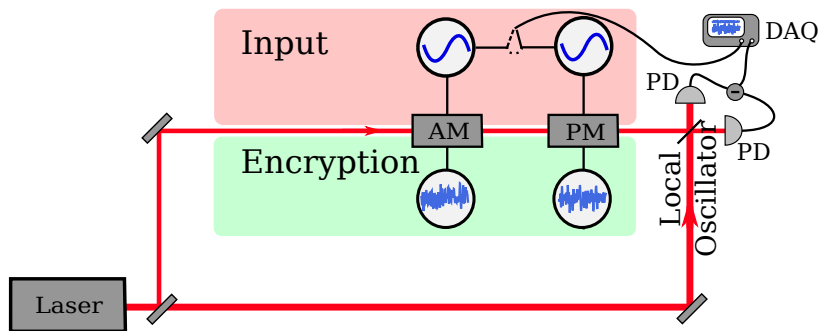 Input
DAQ
PD
AM
PM
PD
Encryption
Local
Oscillator
Laser